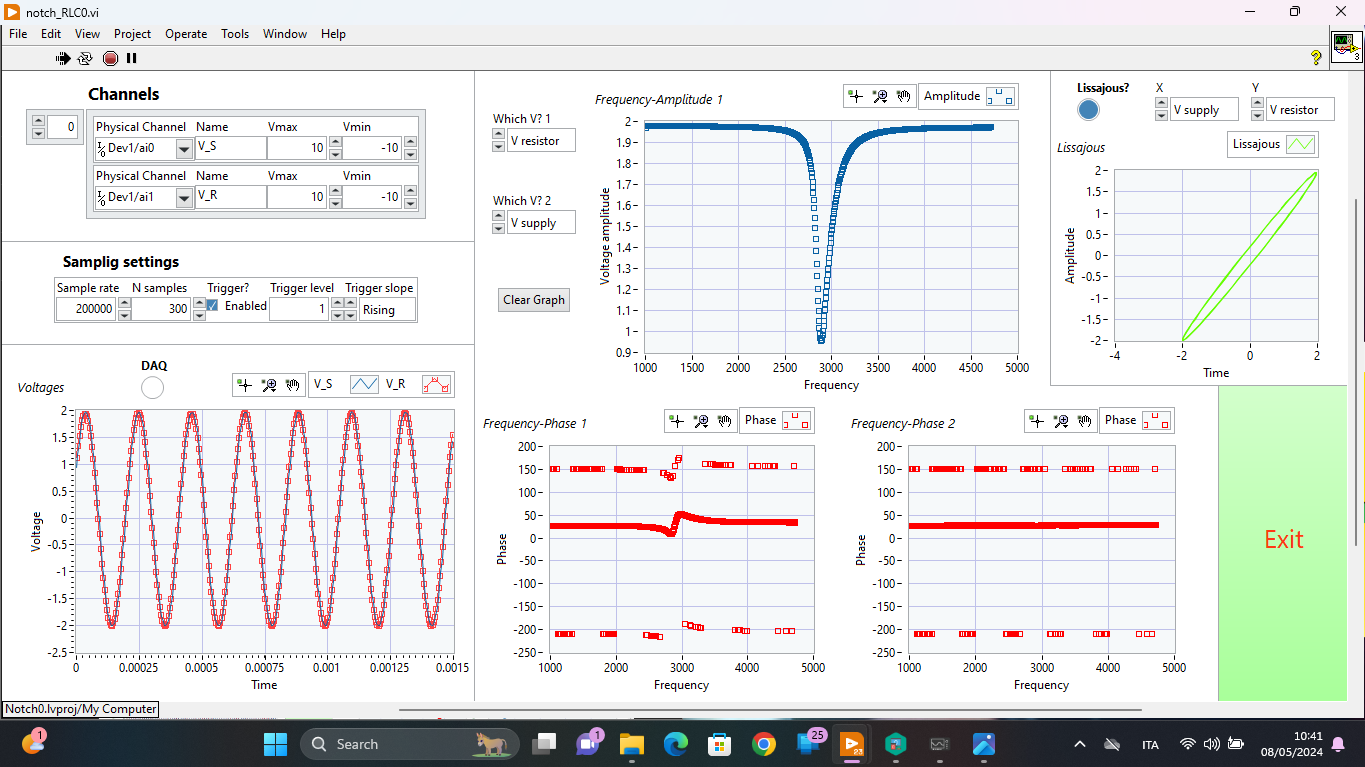 notch_RLC0.vi
File Edit View Project Operate Tools Window Help
3
Channels
0
Physical Channel Name Vmax Vmin
Dev1/ai0 V_S 10 -10
Physical Channel Name Vmax Vmin
Dev1/ai1 V_R 10 -10
Samplig settings
Sample rate N samples Trigger? Trigger level Trigger slope
200000 300 Enabled 1 Rising
DAQ
Voltages
V_S V_R
2
1.5
1
0.5
0
-0.5
-1
-1.5
-2
-2.5
Voltage
0 0.00025 0.0005 0.00075 0.001 0.00125 0.0015
Time
Which V? 1
V resistor
Which V? 2
V supply
Clear Graph
Frequency-Amplitude 1
Amplitude
2
1.9
1.8
1.7
1.6
1.5
1.4
1.3
1.2
1.1
1
0.9
Voltage amplitude
1000 1500 2000 2500 3000 3500 4000 4500 5000
Frequency
Lissajous? X Y
V supply V resistor
Lissajous
Lissajous
2
1.5
1
0.5
0
-0.5
-1
-1.5
-2
Amplitude
-4 -2 0 2
Time
Frequency-Phase 1
Phase
200
150
100
50
0
-50
-100
-150
-200
-250
Phase
1000 2000 3000 4000 5000
Frequency
Frequency-Phase 2
Phase
200
150
100
50
0
-50
-100
-150
-200
-250
Phase
1000 2000 3000 4000 5000
Frequency
Exit
Notch0.lvproj/My Computer
1
Search
1
25
23
ITA
10:41
08/05/2024